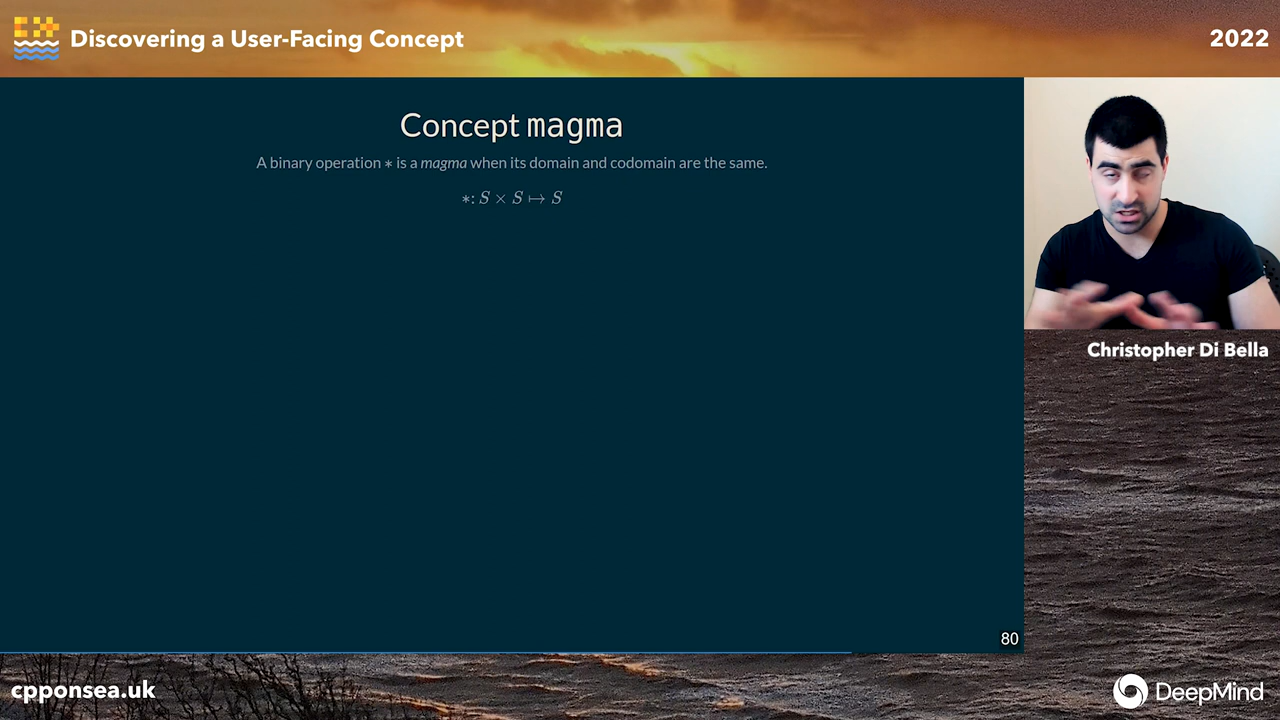 Discovering a User-Facing Concept
2022
Concept magma
A binary operation ∗ is a magma when its domain and codomain are the same.
∗: S × S ↦ S
Christopher Di Bella
80
cpponsea.uk
DeepMind